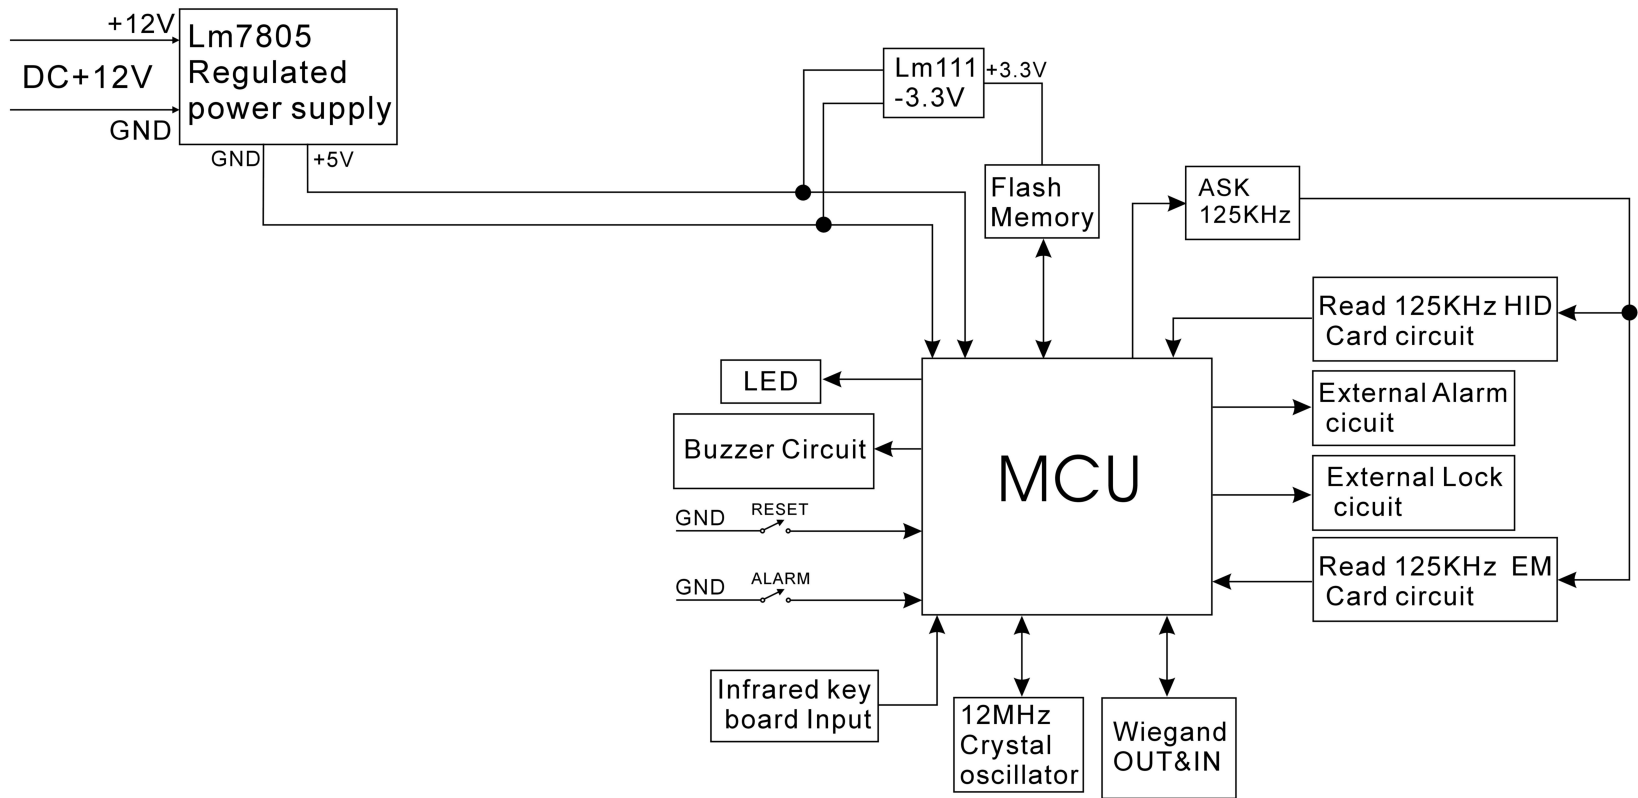 +12V
DC+12V
GND
Lm7805
Regulated
power supply
GND
+5V
Lm111
-3.3V
+3.3V
Flash
Memory
ASK
125KHz
Read 125KHz HID
Card circuit
External Alarm
cicuit
External Lock
cicuit
Read 125KHz EM
Card circuit
LED
Buzzer Circuit
GND
RESET
GND
ALARM
MCU
Infrared key
board Input
12MHz
Crystal
oscillator
Wiegand
OUT&IN